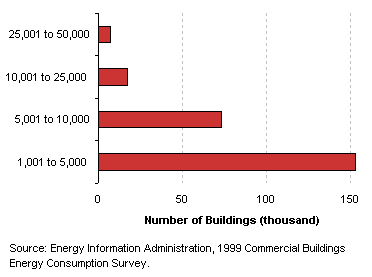 25,001 to 50,000
10,001 to 25,000
5,001 to 10,000
1,001 to 5,000
0 50 100 150
Number of Buildings (thousand)
Source: Energy Information Administration, 1999 Commercial Buildings
Energy Consumption Survey.